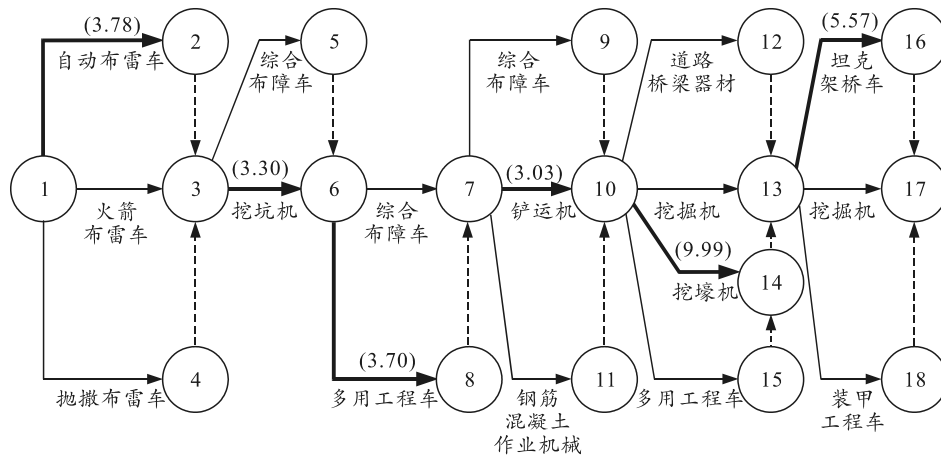 (3.78)
自动布雷车
2
综合
布障车
5
综合
布障车
9
道路
桥梁器材
12
(5.57)
坦克
架桥车
16
1
火箭
布雷车
3
(3.30)
挖坑机
6
综合
布障车
7
(3.03)
铲运机
10
挖掘机
13
挖掘机
17
(9.99)
挖壕机
14
抛撒布雷车
4
(3.70)
多用工程车
8
钢筋
混凝土
作业机械
11
多用工程车
15
装甲
工程车
18